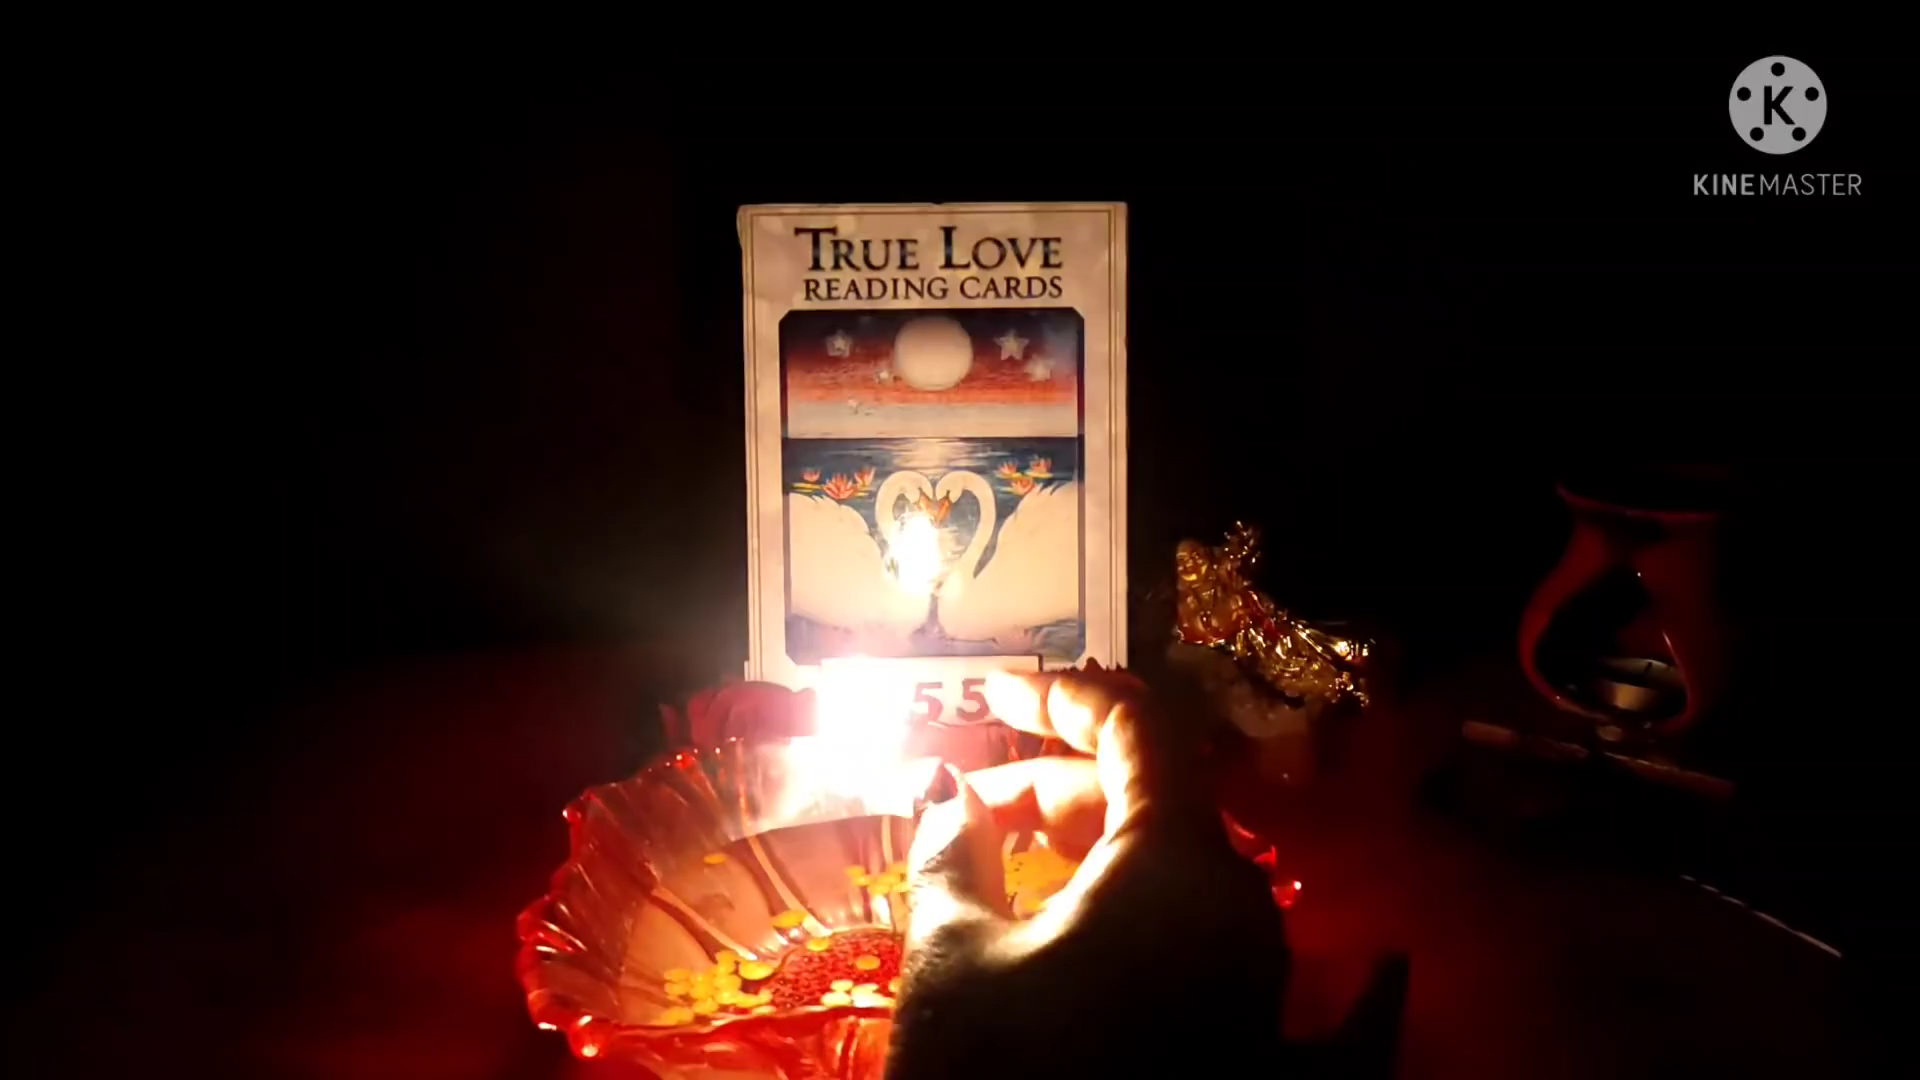 K
KINEMASTER
TRUE LOVE
READING CARDS
55